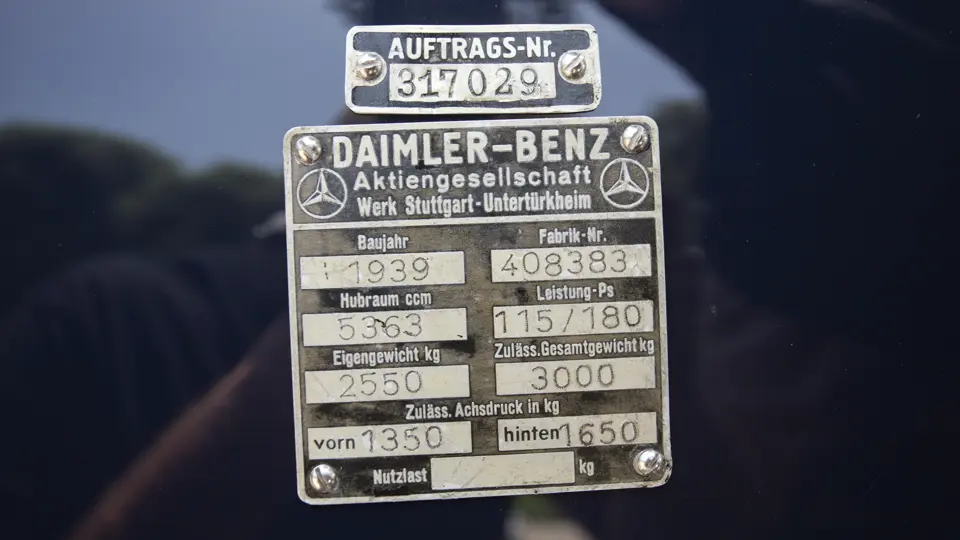 AUFTRAGS-Nr.
317029
DAIMLER-BENZ
Aktiengesellschaft
Werk Stuttgart-Untertürkheim
Baujahr Fabrik-Nr.
1939 408383
Hubraum ccm Leistung-Ps
5363 115/180
Eigengewicht kg Zuläss.Gesamtgewicht kg
2550 3000
Zuläss. Achsdruck in kg
vorn 1350 hinten 1650
Nutzlast kg